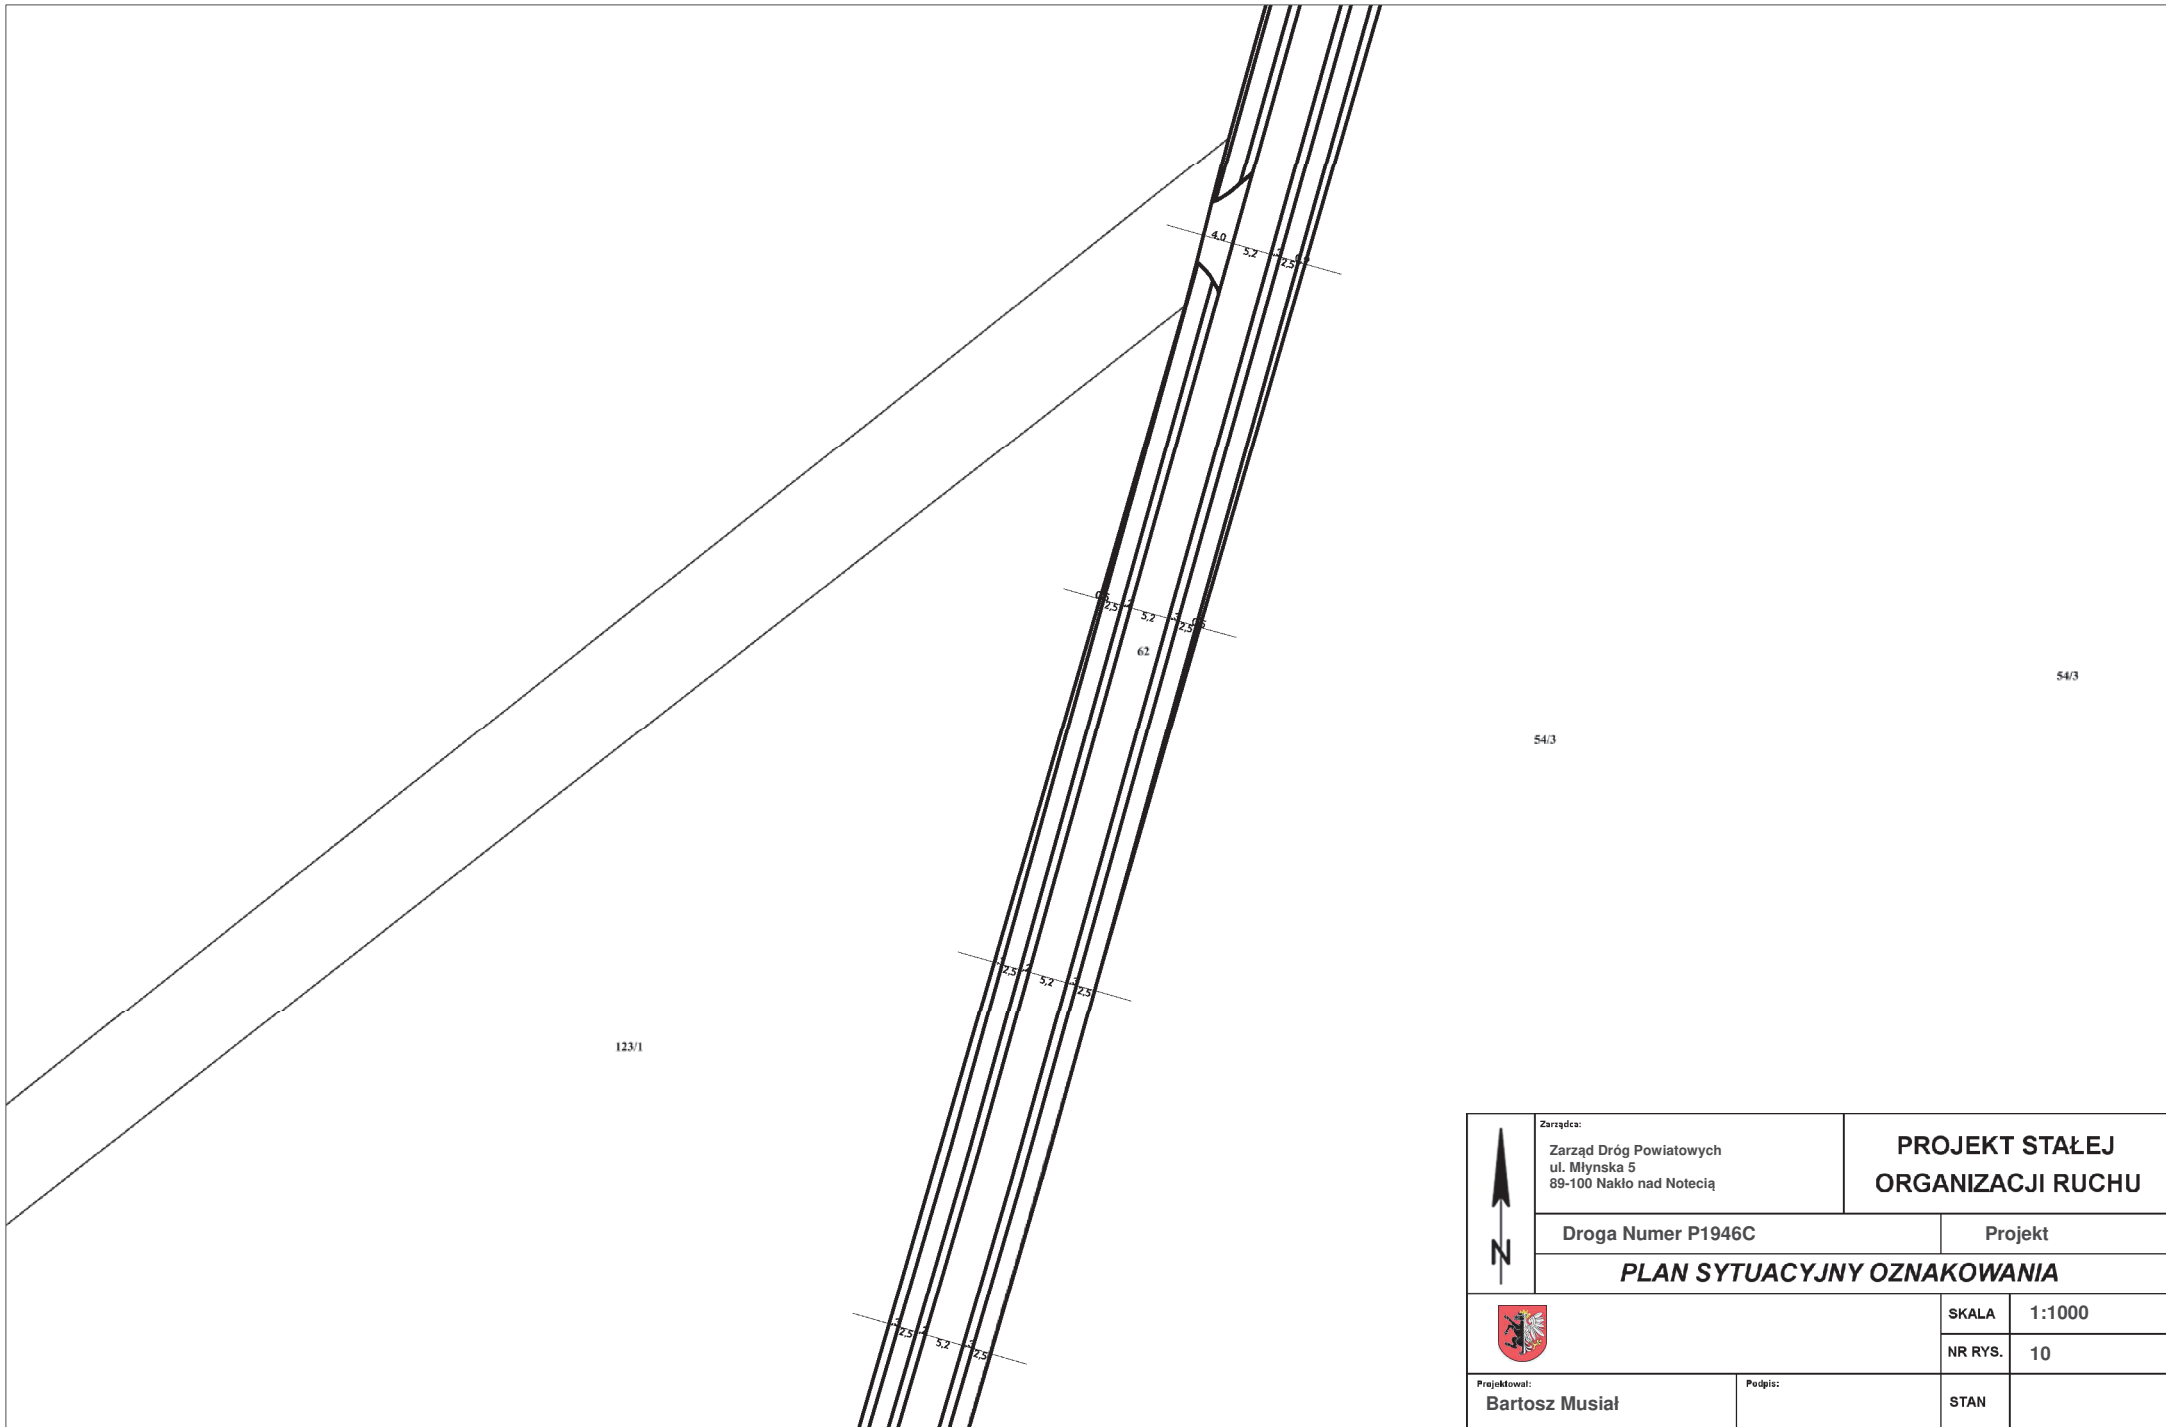 4,0
5,2
2,5
0,5
2,5
5,2
2,5
62
54/3
54/3
2,5
5,2
2,5
123/1
2,5
5,2
2,5
Zarządca:
Zarząd Dróg Powiatowych
ul. Młynska 5
89-100 Nakło nad Notecią
PROJEKT STAŁEJ
ORGANIZACJI RUCHU
N
Droga Numer P1946C
Projekt
PLAN SYTUACYJNY OZNAKOWANIA
SKALA
1:1000
NR RYS.
10
Projektował:
Bartosz Musiał
Podpis:
STAN